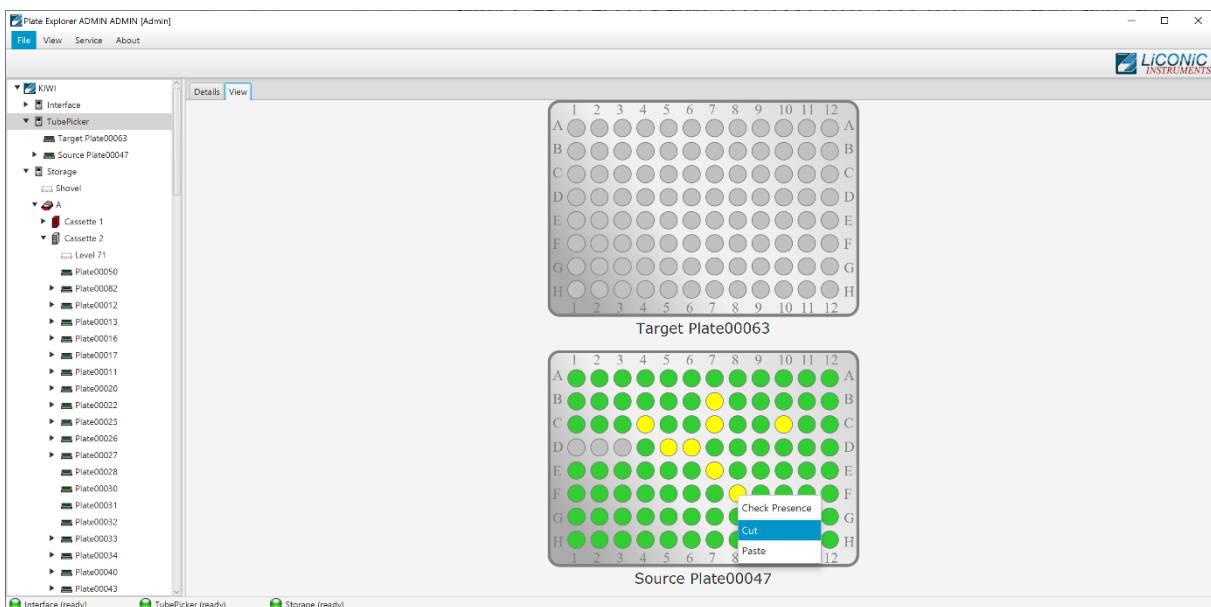 Plate Explorer ADMIN ADMIN [Admin]
File View Service About
LiCONiC
INSTRUMENTS
KIWI
Interface
TubePicker
Target Plate00063
Source Plate00047
Storage
Shovel
A
Cassette 1
Cassette 2
Level 71
Plate00050
Plate00082
Plate00012
Plate00013
Plate00016
Plate00017
Plate00011
Plate00020
Plate00022
Plate00025
Plate00026
Plate00027
Plate00028
Plate00030
Plate00031
Plate00032
Plate00033
Plate00034
Plate00040
Plate00043
Details View
1 2 3 4 5 6 7 8 9 10 11 12
A A
B B
C C
D D
E E
F F
G G
H H
1 2 3 4 5 6 7 8 9 10 11 12
Target Plate00063
1 2 3 4 5 6 7 8 9 10 11 12
A A
B B
C C
D D
E E
F F
G G
H H
1 2 3 4 5 6 7 8 12
Check Presence
Cut
Paste
Source Plate00047
Interface (ready) TubePicker (ready) Storage (ready)